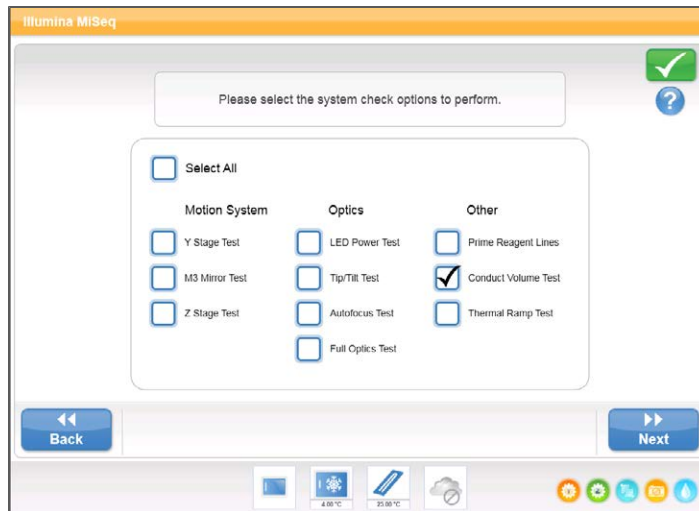 Illumina MiSeq
Please select the system check options to perform.
Select All
Motion System
Optics
Other
Y Stage Test
LED Power Test
Prime Reagent Lines
M3 Mirror Test
Tip/Tilt Test
Conduct Volume Test
Z Stage Test
Autofocus Test
Thermal Ramp Test
Full Optics Test
Back
Next
4.00 °C